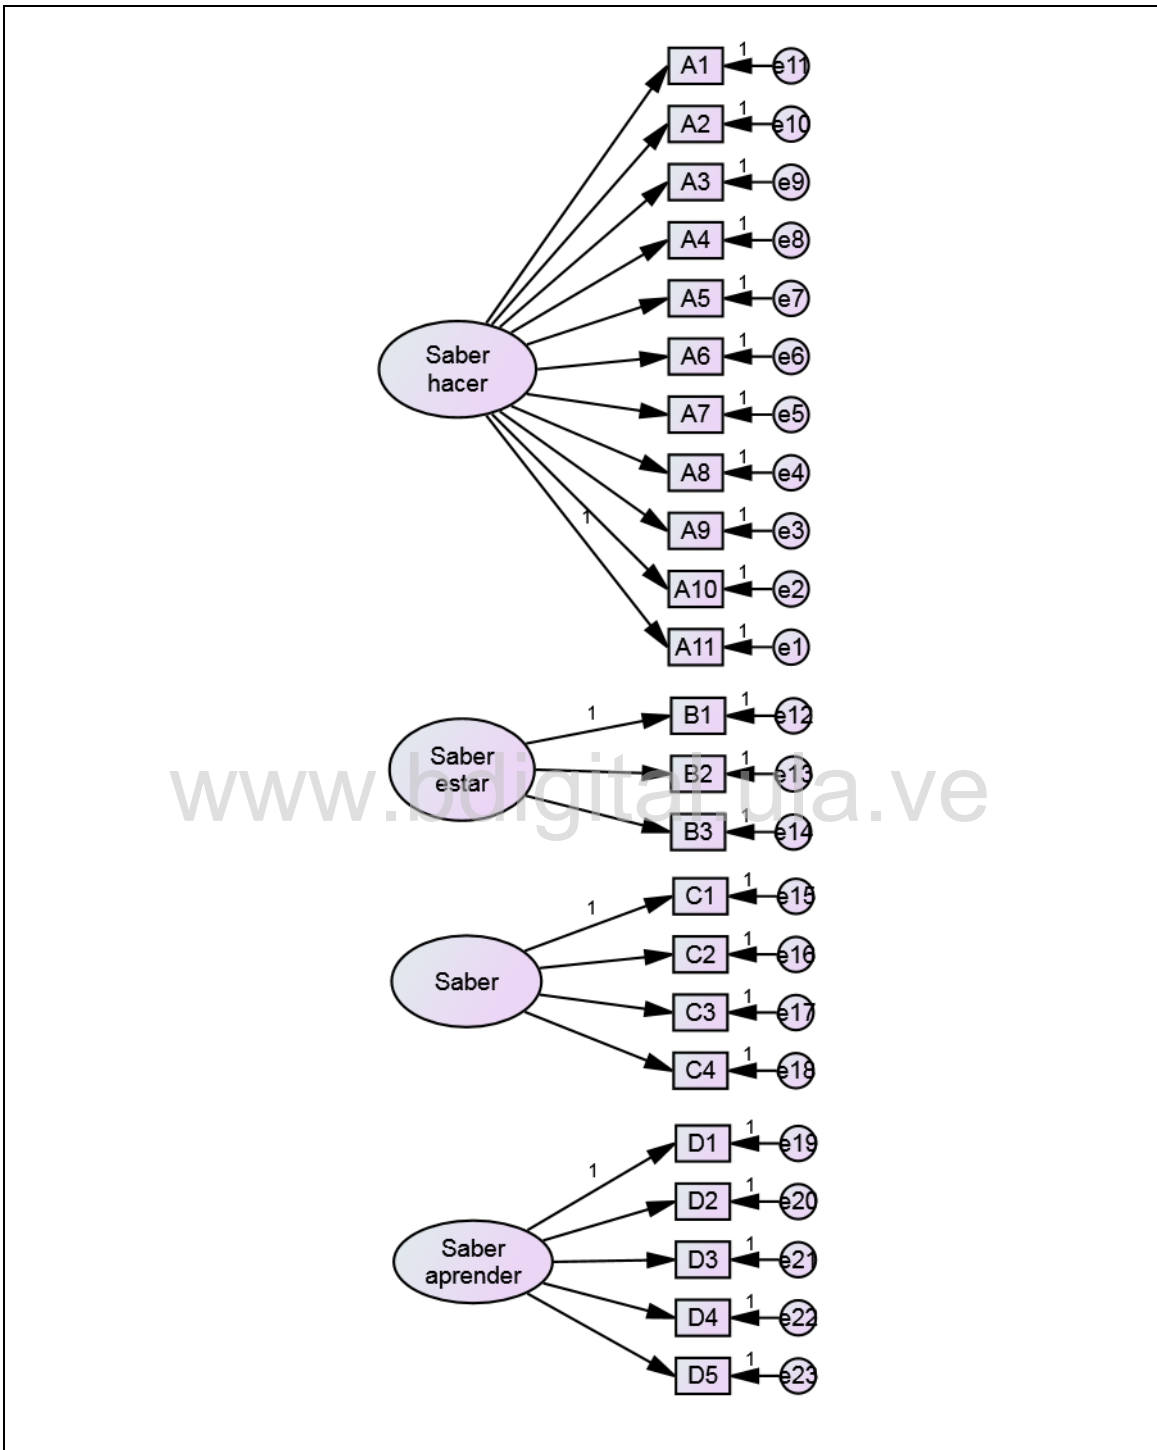 1
A1 e11
1
A2 e10
1
A3 e9
1
A4 e8
1
A5 e7
Saber
hacer
1
A6 e6
1
A7 e5
1
A8 e4
1
1
A9 e3
1
A10 e2
1
A11 e1
1
1
B1 e12
Saber
estar
1
B2 e13
www.bdigital.ula.ve
1
B3 e14
1
1
C1 e15
1
C2 e16
Saber
1
C3 e17
1
C4 e18
1
1
D1 e19
1
D2 e20
Saber
aprender
1
D3 e21
1
D4 e22
1
D5 e23